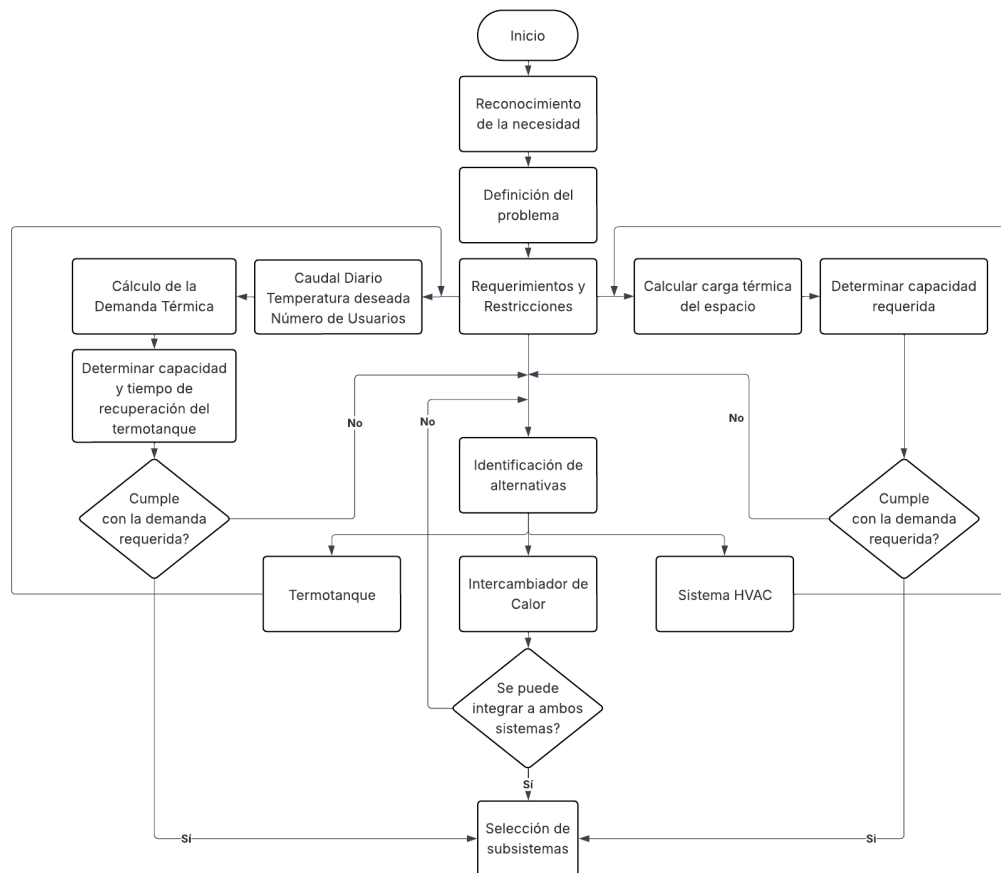 Inicio
Reconocimiento
de la necesidad
Definición del
problema
Cálculo de la
Demanda Térmica
Caudal Diario
Temperatura deseada
Número de Usuarios
Requerimientos y
Restricciones
Calcular carga térmica
del espacio
Determinar capacidad
requerida
Determinar capacidad
y tiempo de
recuperación del
termotanque
No
No
No
Identificación de
alternativas
Cumple
con la demanda
requerida?
Cumple
con la demanda
requerida?
Termotanque
Intercambiador de
Calor
Sistema HVAC
Se puede
integrar a ambos
sistemas?
Sí
Sí
Selección de
subsistemas
Si